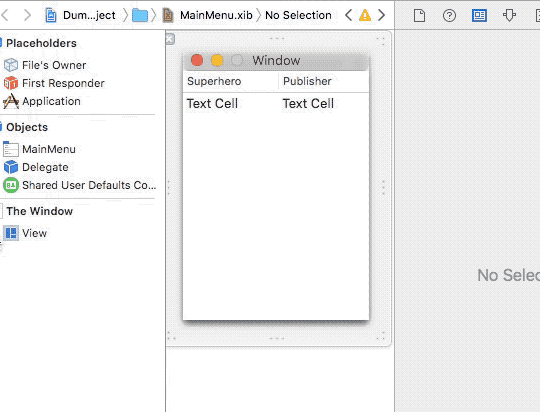 Dum...ject MainMenu.xib No Selection
Placeholders
File's Owner
First Responder
Application
Objects
MainMenu
Delegate
Shared User Defaults Co...
The Window
View
Window
Superhero Publisher
Text Cell Text Cell
No Selec